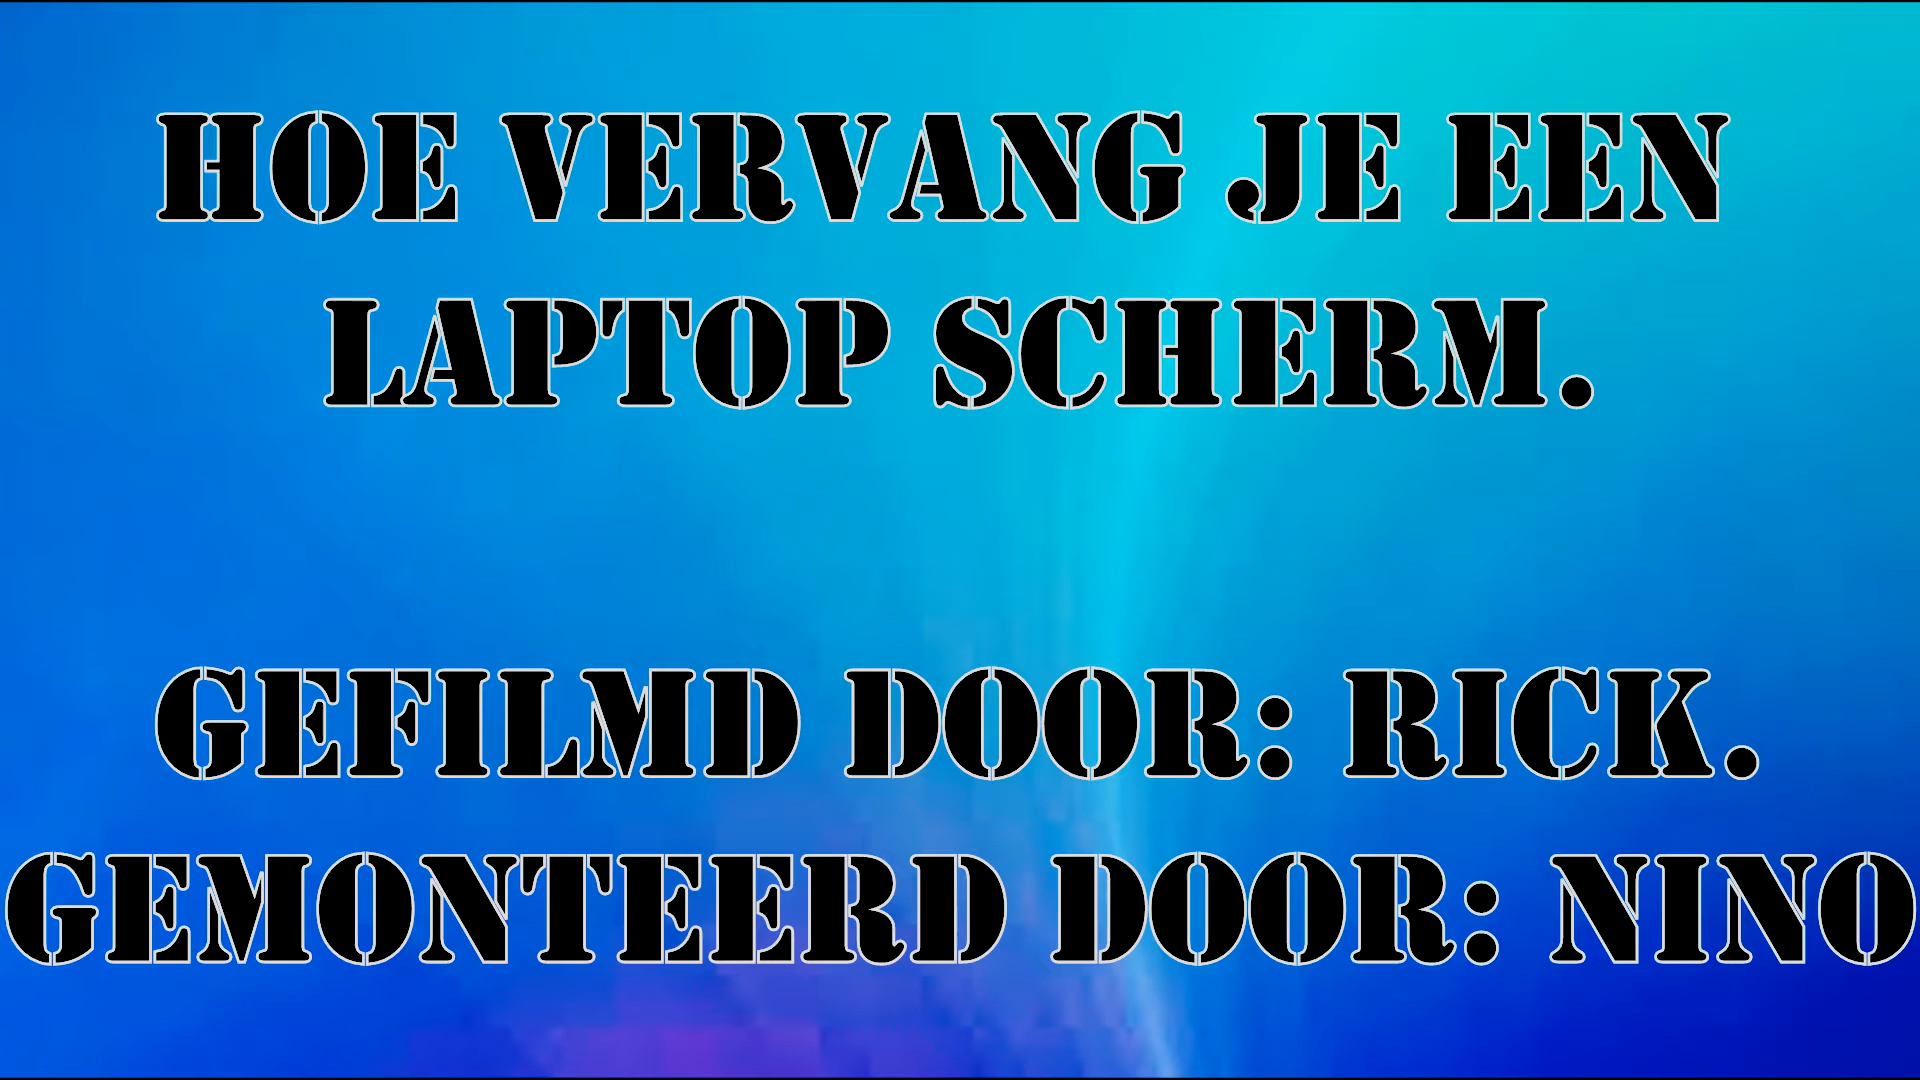 HOE VERVANG JE EEN
LAPTOP SCHERM.
GEFILMD DOOR: RICK.
GEMONTEERD DOOR: NINO